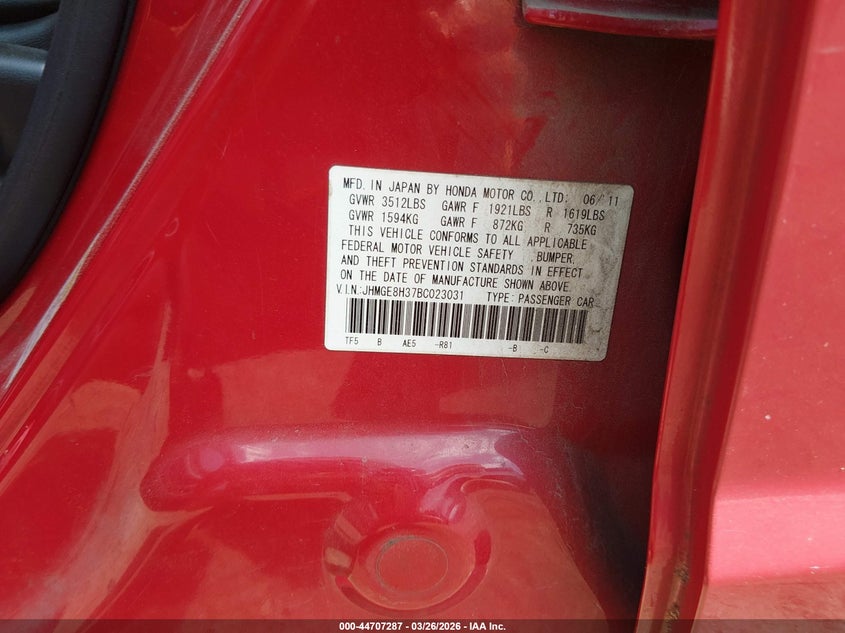 MFD. IN JAPAN BY HONDA MOTOR CO.,LTD: 06/11
GVWR 3512LBS GAWR F 1921LBS R 1619LBS
GVWR 1594KG GAWR F 872KG R 735KG
THIS VEHICLE CONFORMS TO ALL APPLICABLE
FEDERAL MOTOR VEHICLE SAFETY , BUMPER,
AND THEFT PREVENTION STANDARDS IN EFFECT
ON THE DATE OF MANUFACTURE SHOWN ABOVE.
V.I.N:JHMGE8H37BC023031 TYPE: PASSENGER CAR
TF5 B AE5 -R81 -B -C
000-44707287 - 03/26/2026 - IAA Inc.